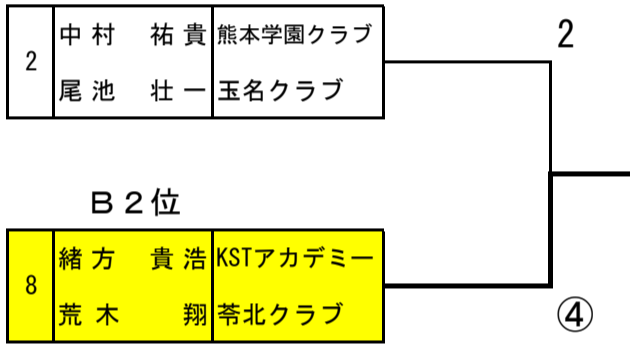 2
中村 祐貴 熊本学園クラブ
尾池 壮一 玉名クラブ
2
B2位
8
緒方 貴浩 KSTアカデミー
荒木 翔 苓北クラブ
④